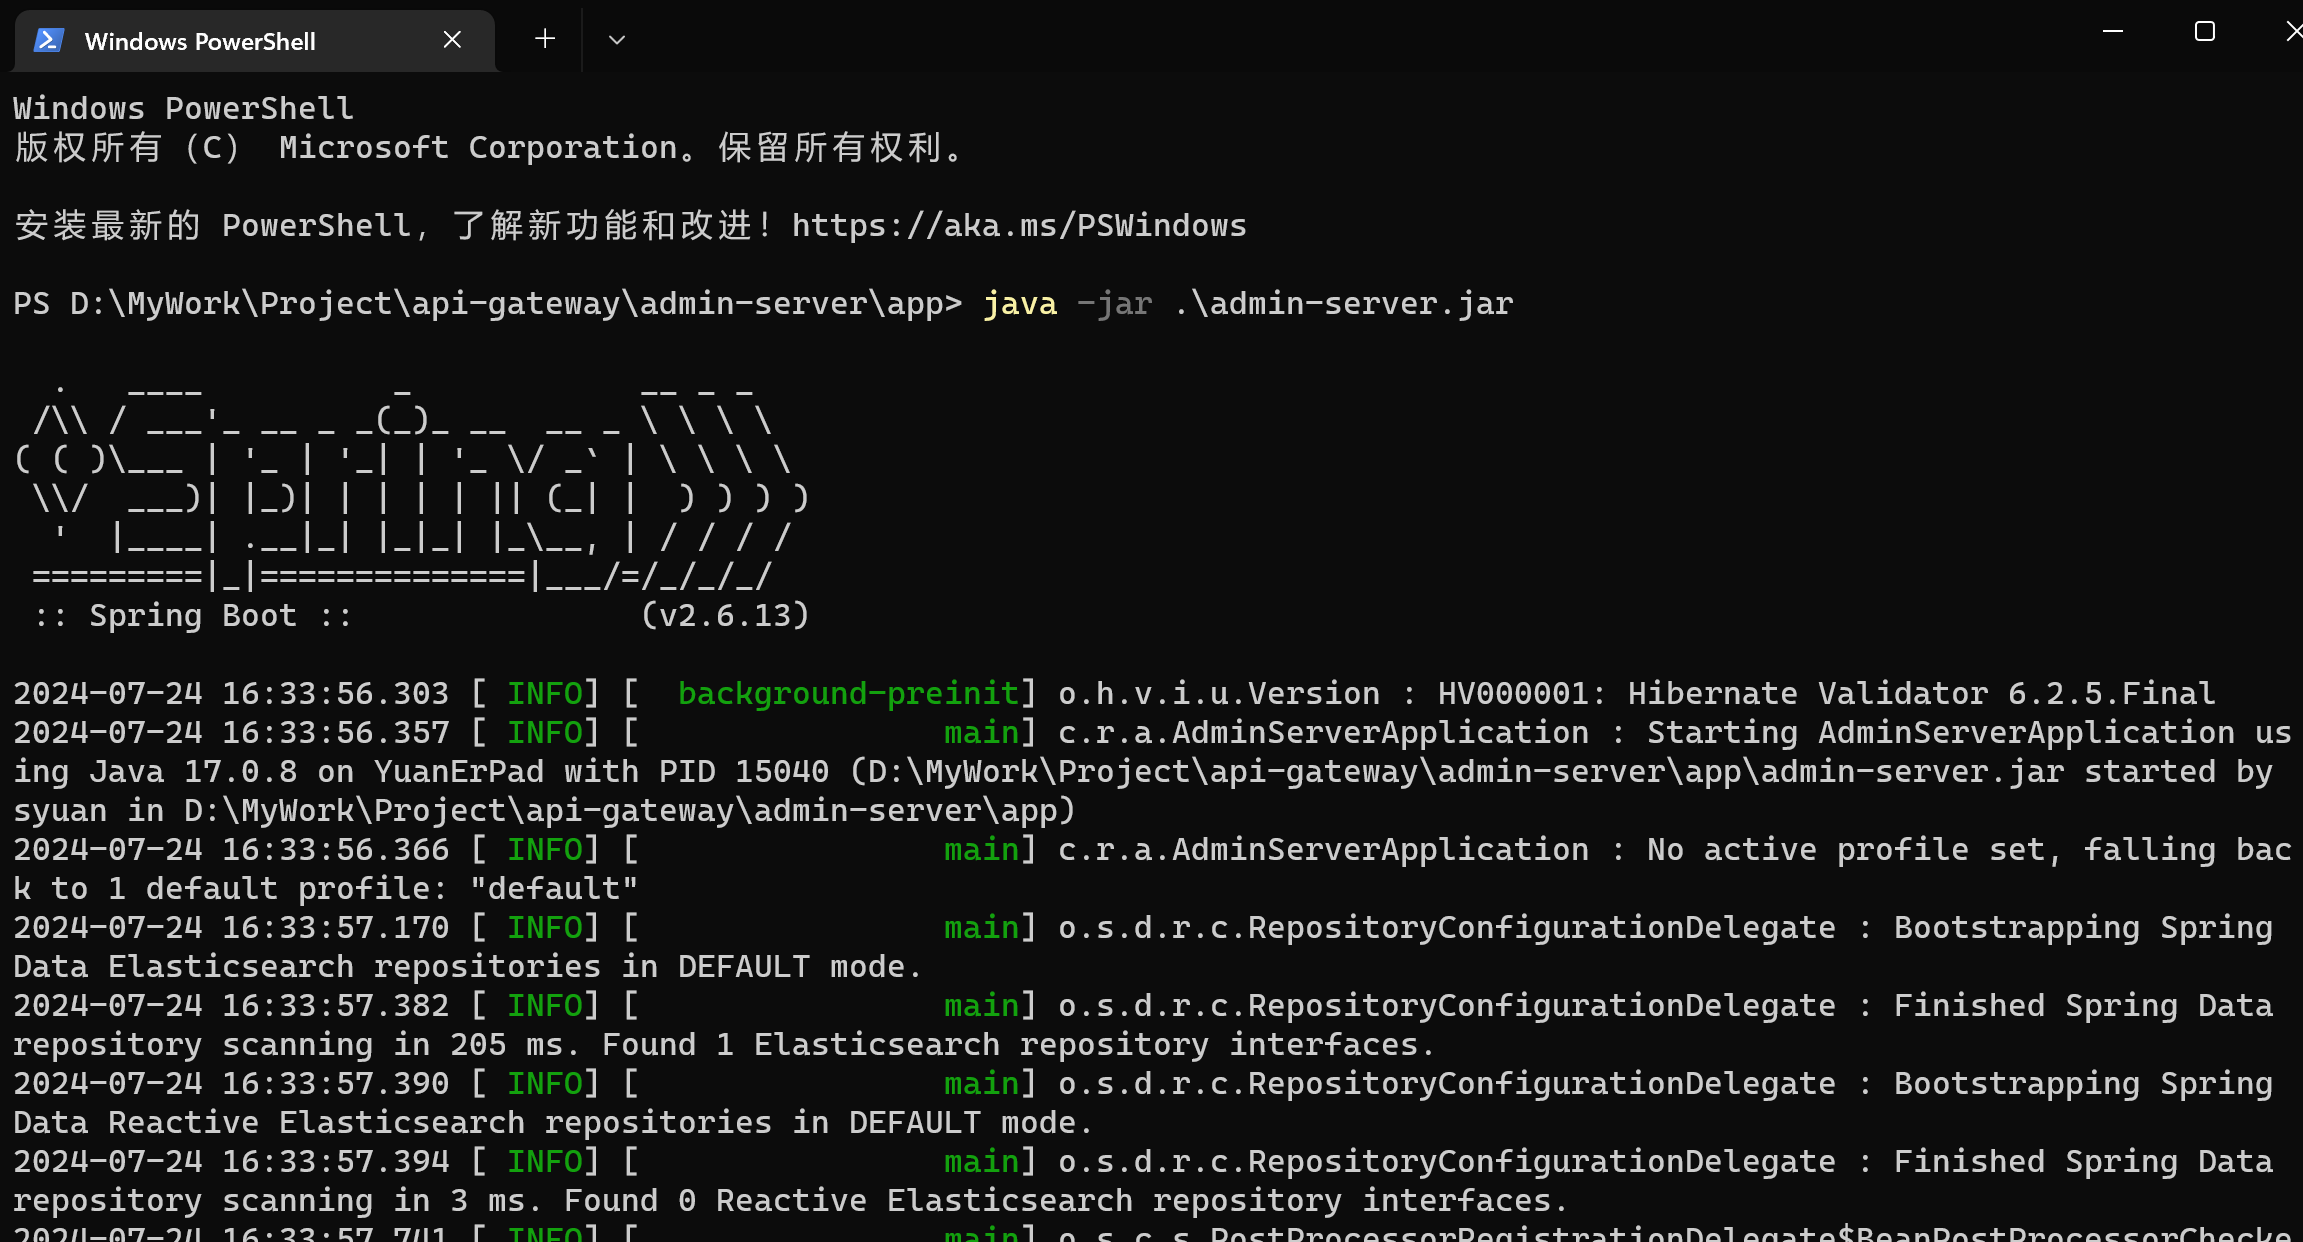 Windows PowerShell
Windows PowerShell
版权所有（C） Microsoft Corporation。保留所有权利。
安装最新的 PowerShell，了解新功能和改进！https://aka.ms/PSWindows
PS D:\MyWork\Project\api-gateway\admin-server\app> java -jar .\admin-server.jar
  .   ____          _            __ _ _
 /\\ / ___'_ __ _ _(_)_ __  __ _ \ \ \ \
( ( )\___ | '_ | '_| | '_ \/ _` | \ \ \ \
 \\/  ___)| |_)| | | | | || (_| |  ) ) ) )
  '  |____| .__|_| |_|_| |_\__, | / / / /
 =========|_|==============|___/=/_/_/_/
 :: Spring Boot ::               (v2.6.13)
2024-07-24 16:33:56.303 [ INFO] [  background-preinit] o.h.v.i.u.Version : HV000001: Hibernate Validator 6.2.5.Final
2024-07-24 16:33:56.357 [ INFO] [                main] c.r.a.AdminServerApplication : Starting AdminServerApplication us
ing Java 17.0.8 on YuanErPad with PID 15040 (D:\MyWork\Project\api-gateway\admin-server\app\admin-server.jar started by
syuan in D:\MyWork\Project\api-gateway\admin-server\app)
2024-07-24 16:33:56.366 [ INFO] [                main] c.r.a.AdminServerApplication : No active profile set, falling bac
k to 1 default profile: "default"
2024-07-24 16:33:57.170 [ INFO] [                main] o.s.d.r.c.RepositoryConfigurationDelegate : Bootstrapping Spring
Data Elasticsearch repositories in DEFAULT mode.
2024-07-24 16:33:57.382 [ INFO] [                main] o.s.d.r.c.RepositoryConfigurationDelegate : Finished Spring Data
repository scanning in 205 ms. Found 1 Elasticsearch repository interfaces.
2024-07-24 16:33:57.390 [ INFO] [                main] o.s.d.r.c.RepositoryConfigurationDelegate : Bootstrapping Spring
Data Reactive Elasticsearch repositories in DEFAULT mode.
2024-07-24 16:33:57.394 [ INFO] [                main] o.s.d.r.c.RepositoryConfigurationDelegate : Finished Spring Data
repository scanning in 3 ms. Found 0 Reactive Elasticsearch repository interfaces.
2024-07-24 16:33:57.741 [ INFO] [                main] o.s.c.s.PostProcessorRegistrationDelegate$BeanPostProcessorChecke